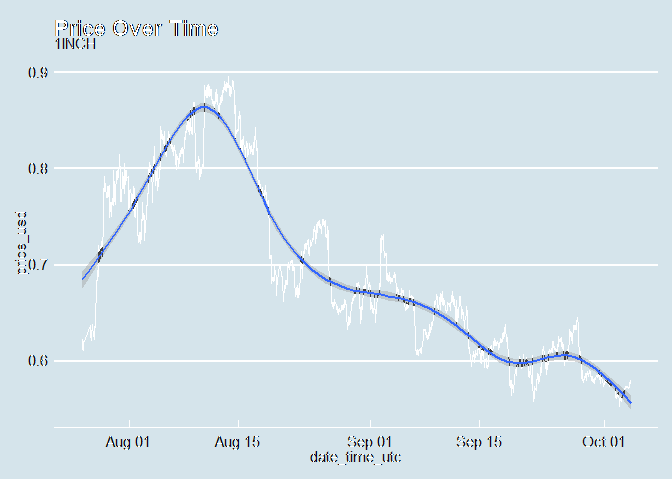 Price Over Time
1INCH
0.9
0.8
0.7
0.6
price_usd
Aug 01
Aug 15
Sep 01
Sep 15
Oct 01
date_time_utc